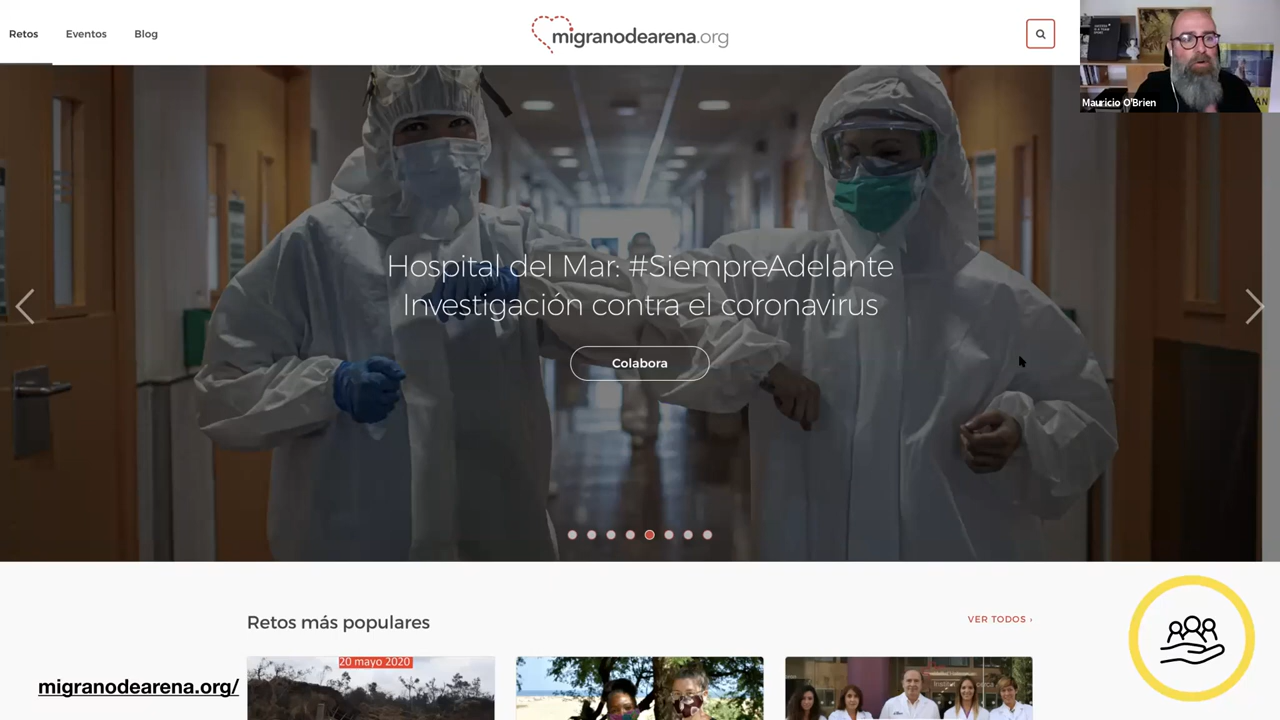 Retos Eventos Blog
migranodearena.org
Mauricio O'Brien
Hospital del Mar: #SiempreAdelante
Investigación contra el coronavirus
Colabora
Retos más populares
VER TODOS ›
20 mayo 2020
migranodearena.org/